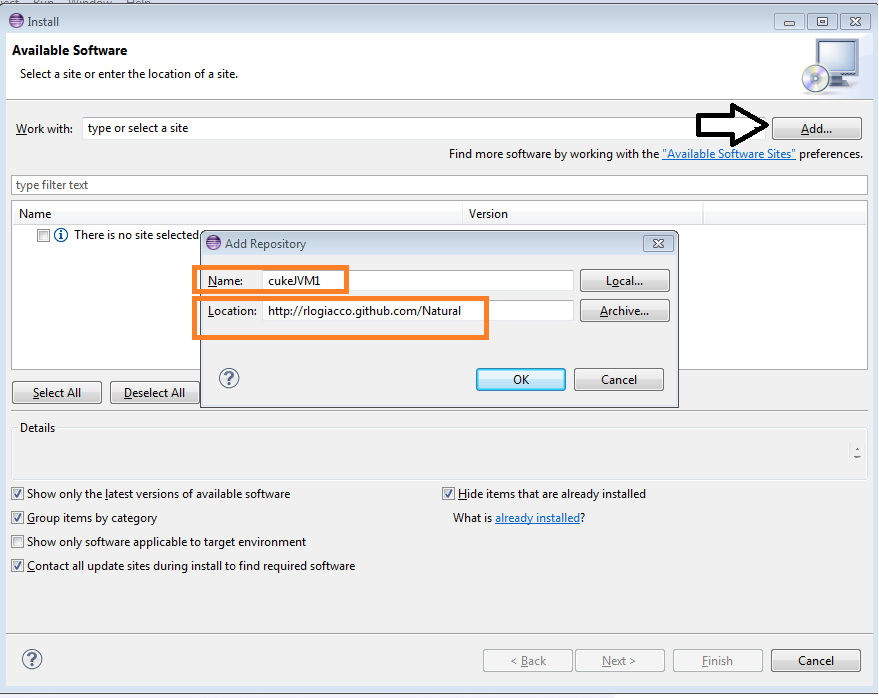 Install
Available Software
Select a site or enter the location of a site.
Work with: type or select a site Add...
Find more software by working with the "Available Software Sites" preferences.
type filter text
Name Version
There is no site selected
Add Repository
Name: cukeJVM1 Local...
Location: http://rlogiacco.github.com/Natural Archive...
OK Cancel
Select All Deselect All
Details
Show only the latest versions of available software Hide items that are already installed
Group items by category What is already installed?
Show only software applicable to target environment
Contact all update sites during install to find required software
< Back Next > Finish Cancel